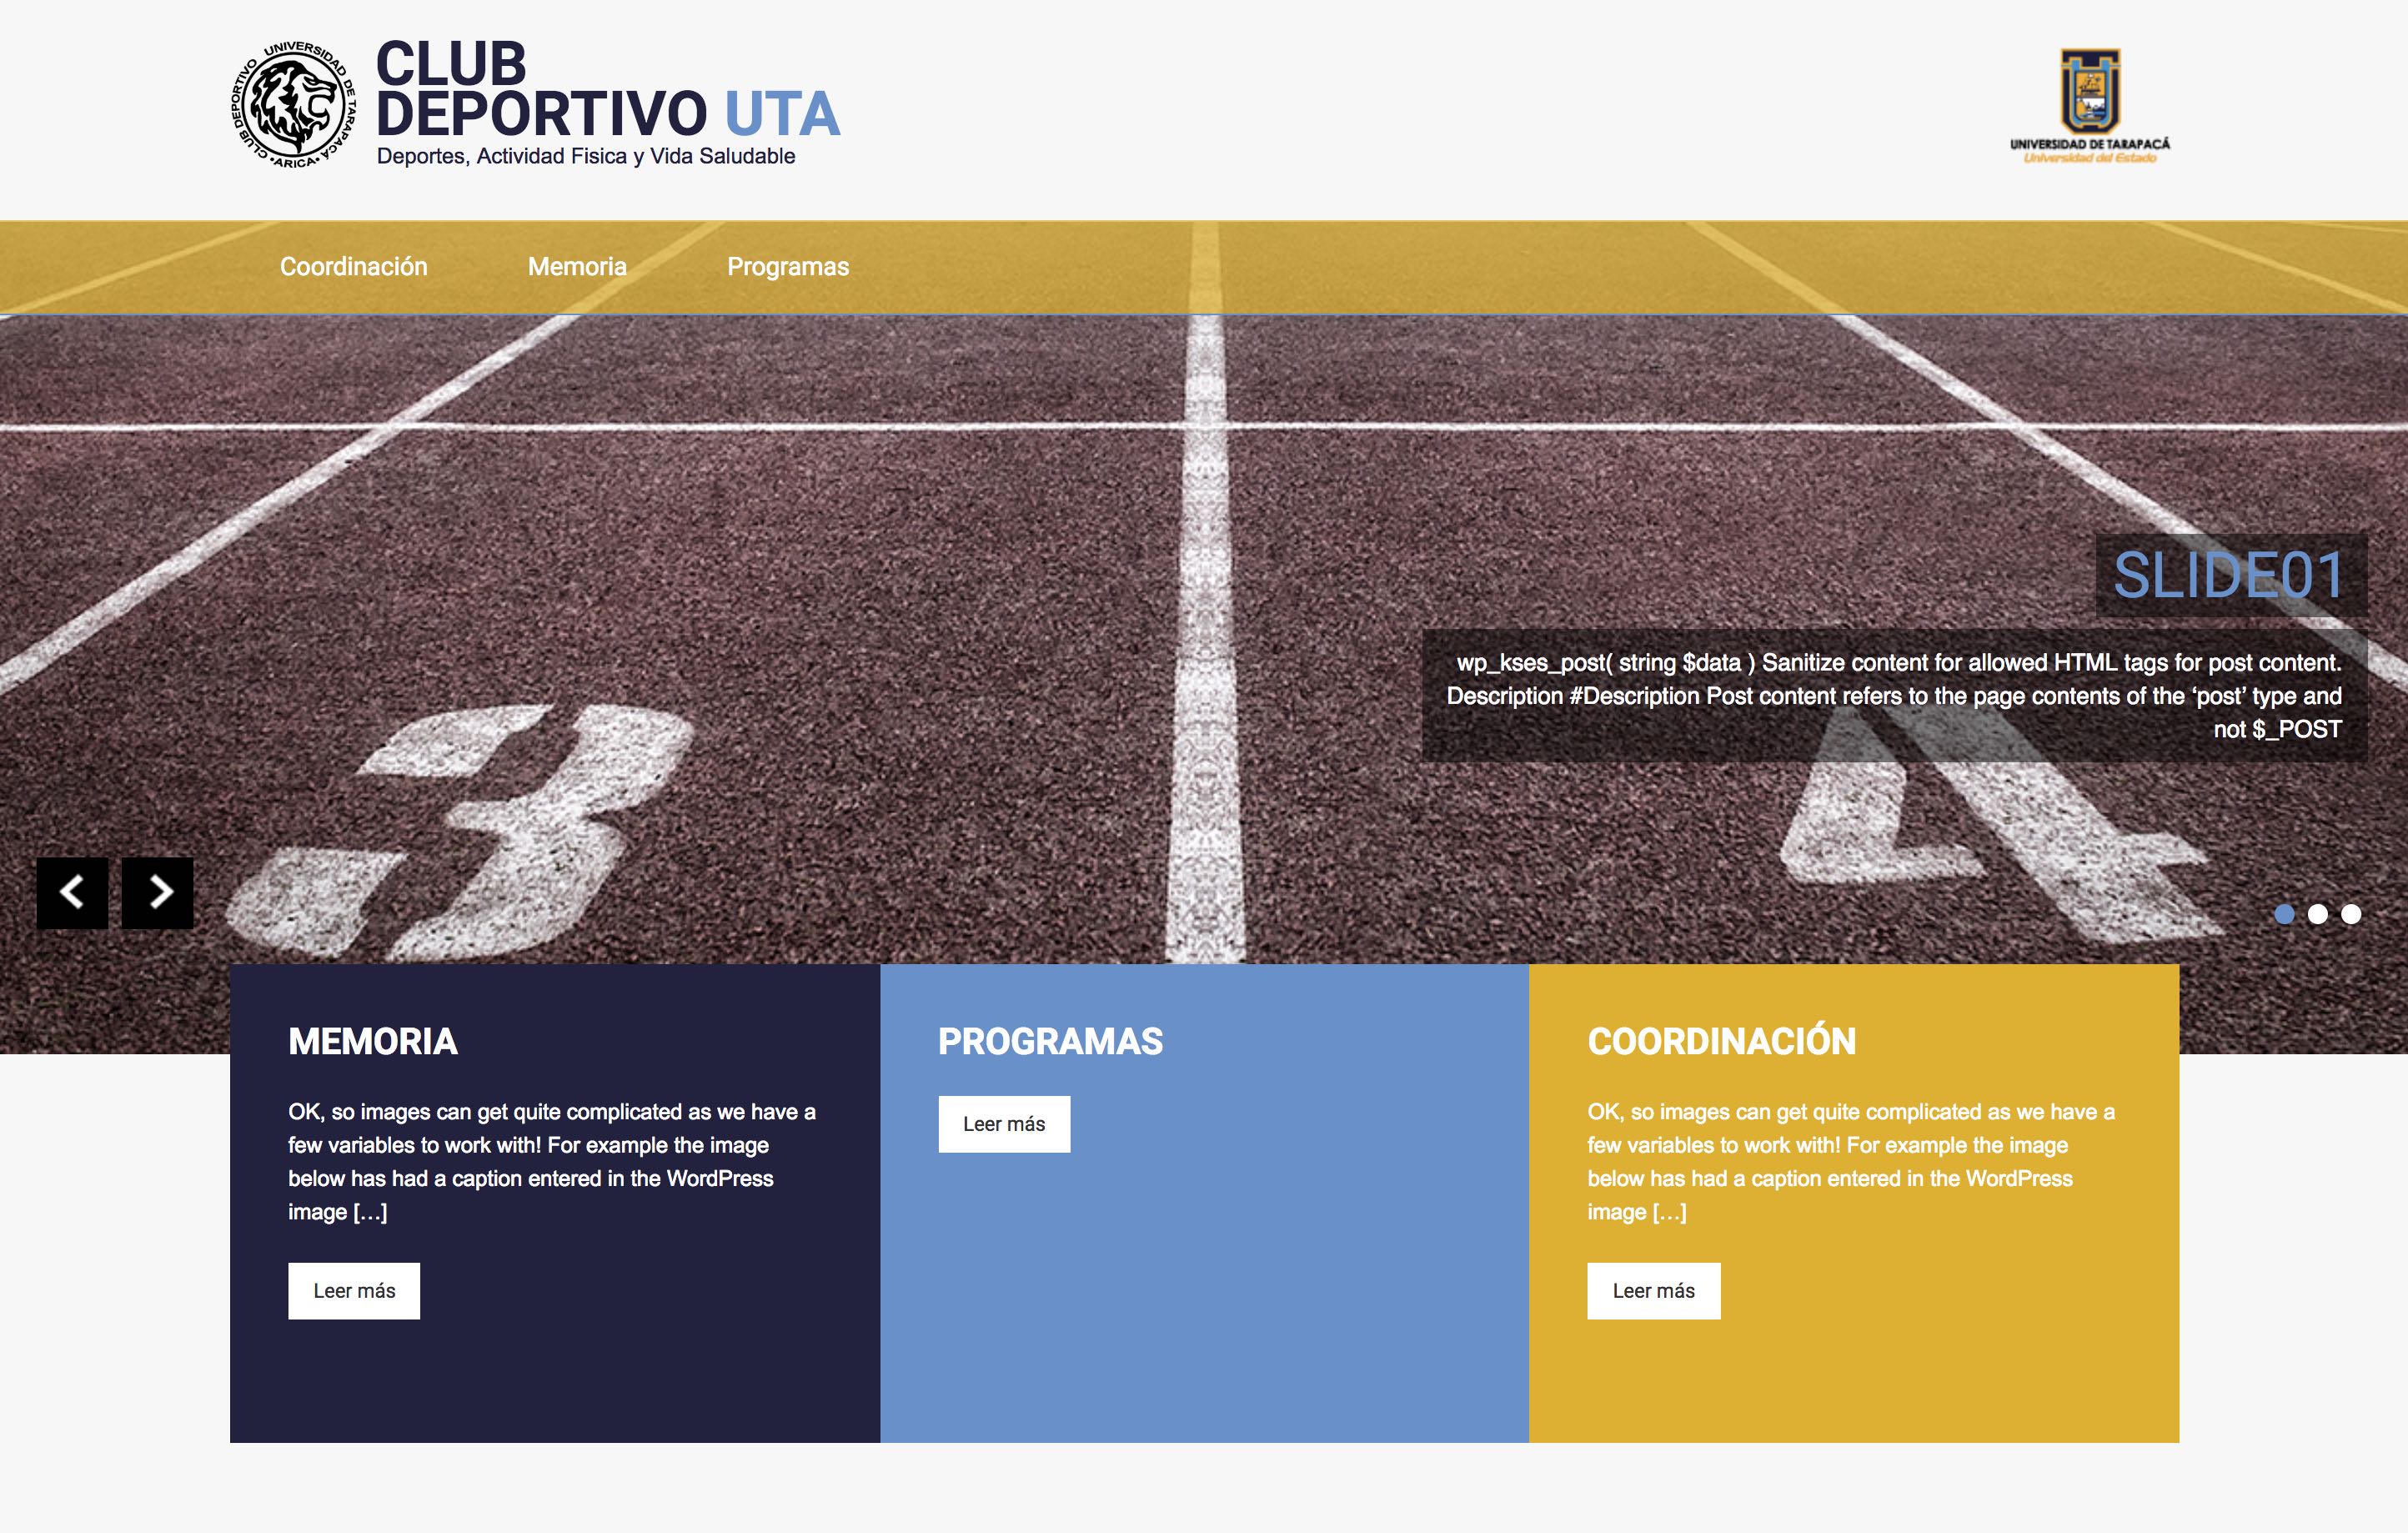 CLUB DEPORTIVO UNIVERSIDAD DE TARAPACÁ
•ARICA•
CLUB
DEPORTIVO UTA
Deportes, Actividad Fisica y Vida Saludable
UNIVERSIDAD DE TARAPACÁ
Universidad del Estado
Coordinación
Memoria
Programas
SLIDE01
wp_kses_post( string $data ) Sanitize content for allowed HTML tags for post content.
Description #Description Post content refers to the page contents of the ‘post’ type and
not $_POST
3
4
MEMORIA
OK, so images can get quite complicated as we have a
few variables to work with! For example the image
below has had a caption entered in the WordPress
image […]
Leer más
PROGRAMAS
Leer más
COORDINACIÓN
OK, so images can get quite complicated as we have a
few variables to work with! For example the image
below has had a caption entered in the WordPress
image […]
Leer más